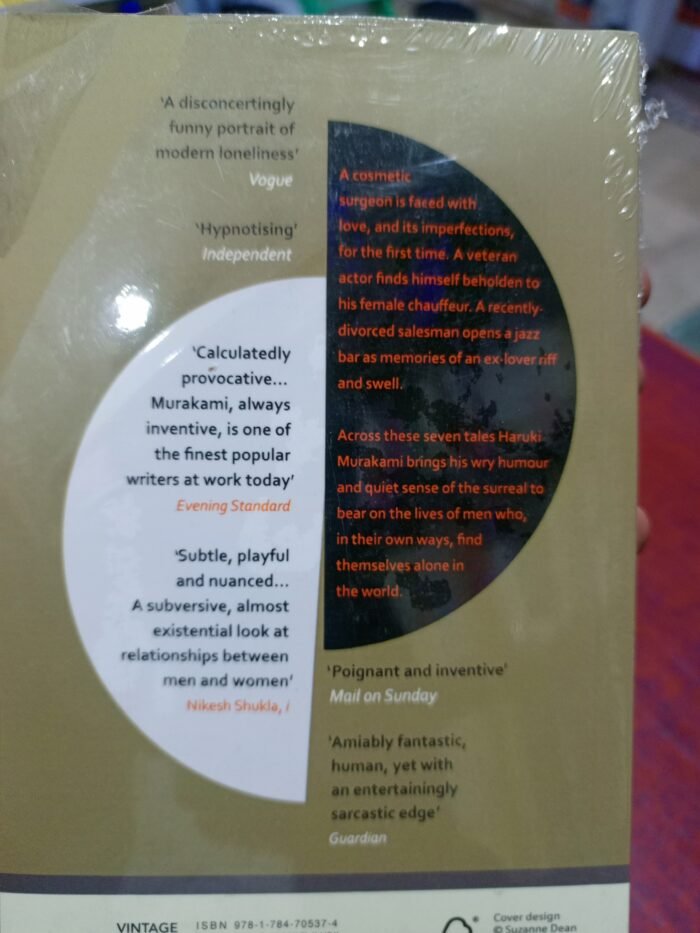 'A disconcertingly
funny portrait of
modern loneliness'
Vogue
'Hypnotising'
Independent
'Calculatedly
provocative...
Murakami, always
inventive, is one of
the finest popular
writers at work today'
Evening Standard
'Subtle, playful
and nuanced...
A subversive, almost
existential look at
relationships between
men and women'
Nikesh Shukla, i
A cosmetic
surgeon is faced with
love, and its imperfections,
for the first time. A veteran
actor finds himself beholden to
his female chauffeur. A recently-
divorced salesman opens a jazz
bar as memories of an ex-lover riff
and swell.
Across these seven tales Haruki
Murakami brings his wry humour
and quiet sense of the surreal to
bear on the lives of men who,
in their own ways, find
themselves alone in
the world.
'Poignant and inventive'
Mail on Sunday
'Amiably fantastic,
human, yet with
an entertainingly
sarcastic edge'
Guardian
VINTAGE
ISBN 978-1-784-70537-4
Cover design
© Suzanne Dean